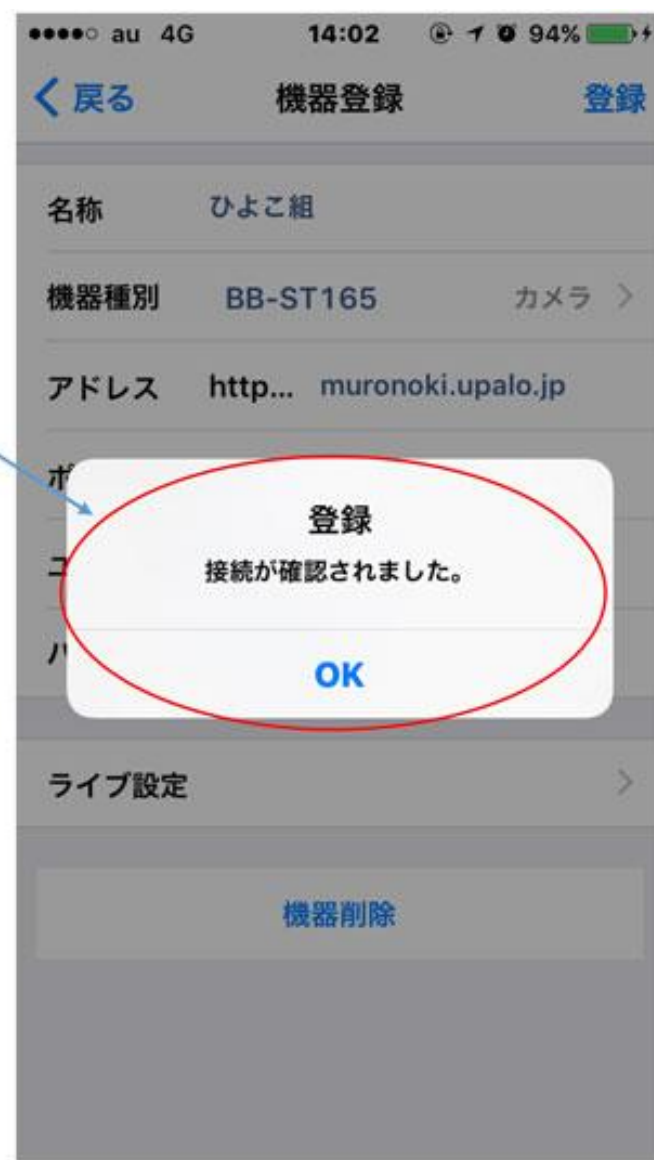 au 4G 14:02 94%
戻る 機器登録 登録
名称 ひよこ組
機器種別 BB-ST165 カメラ
アドレス http... muronoki.upalo.jp
登録
接続が確認されました。
OK
ライブ設定
機器削除